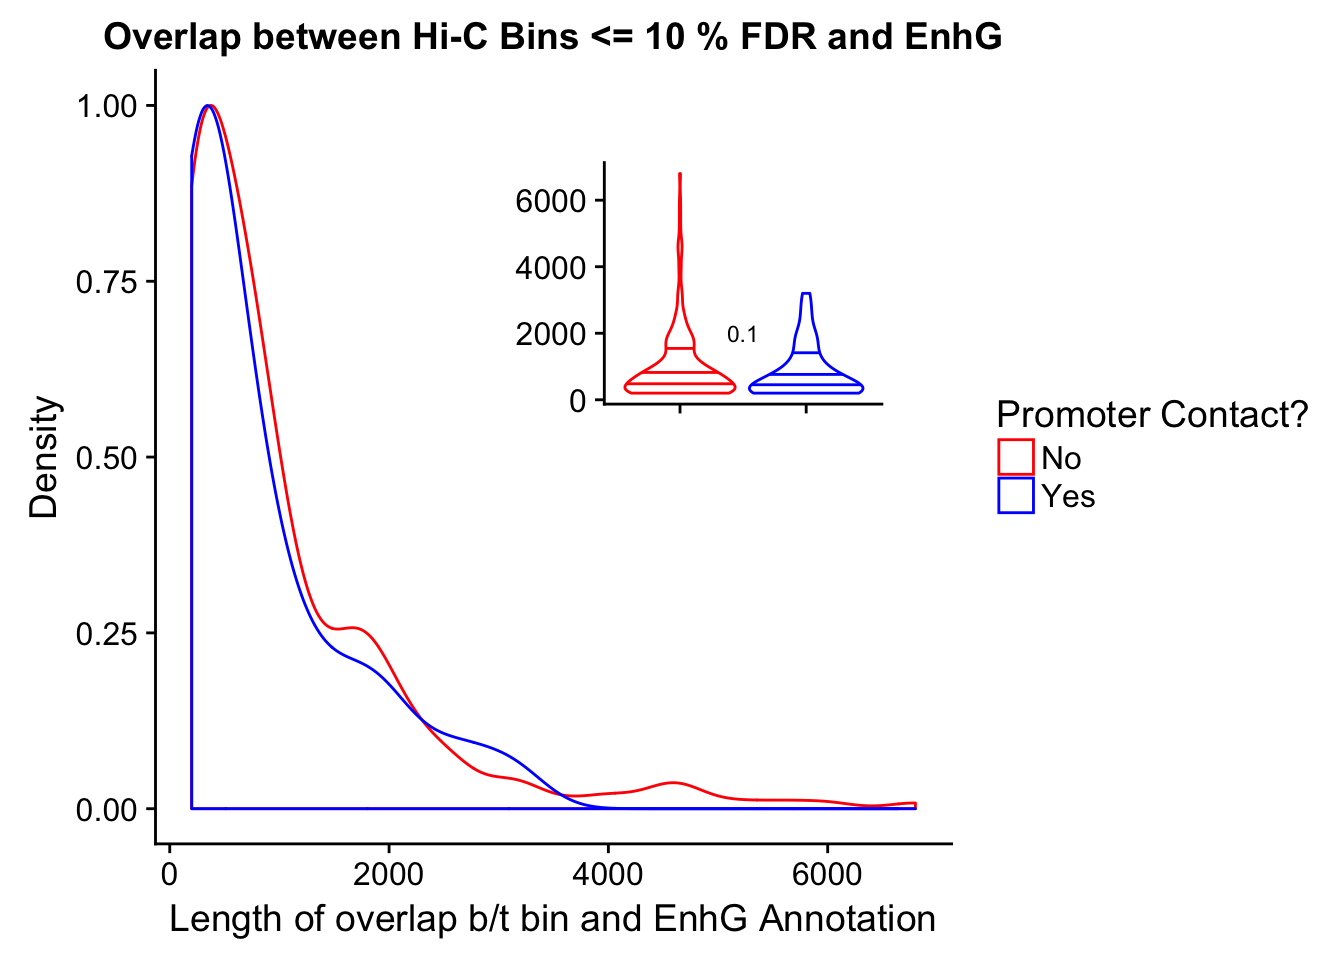 Overlap between Hi-C Bins <= 10 % FDR and EnhG
1.00
0.75
0.50
0.25
0.00
Density
0
2000
4000
6000
Length of overlap b/t bin and EnhG Annotation
6000
4000
2000
0
0.1
Promoter Contact?
No
Yes